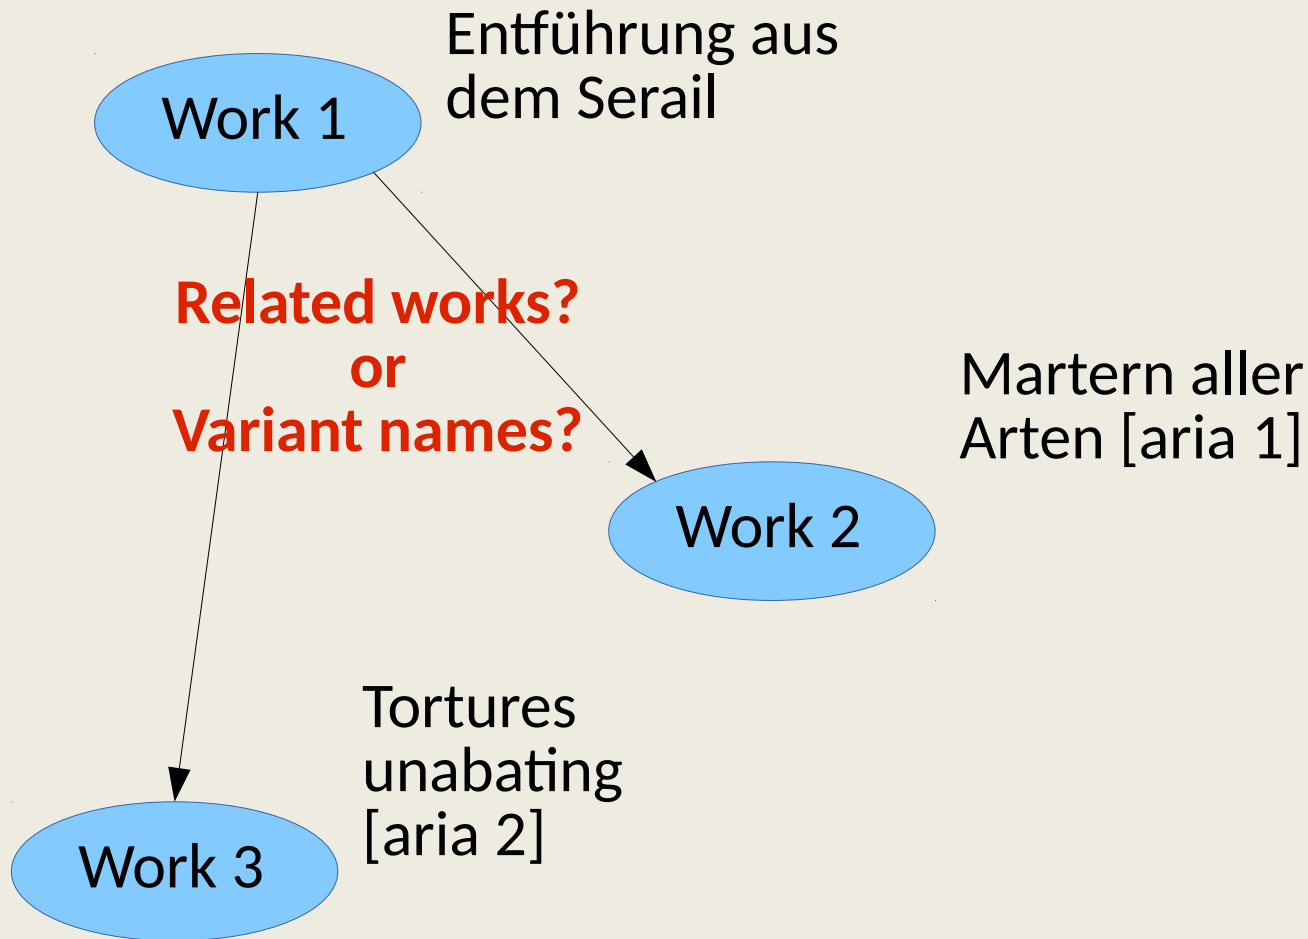 Entführung aus
dem Serail
Work 1
Related works?
or
Variant names?
Martern aller
Arten [aria 1]
Work 2
Tortures
unabating
[aria 2]
Work 3